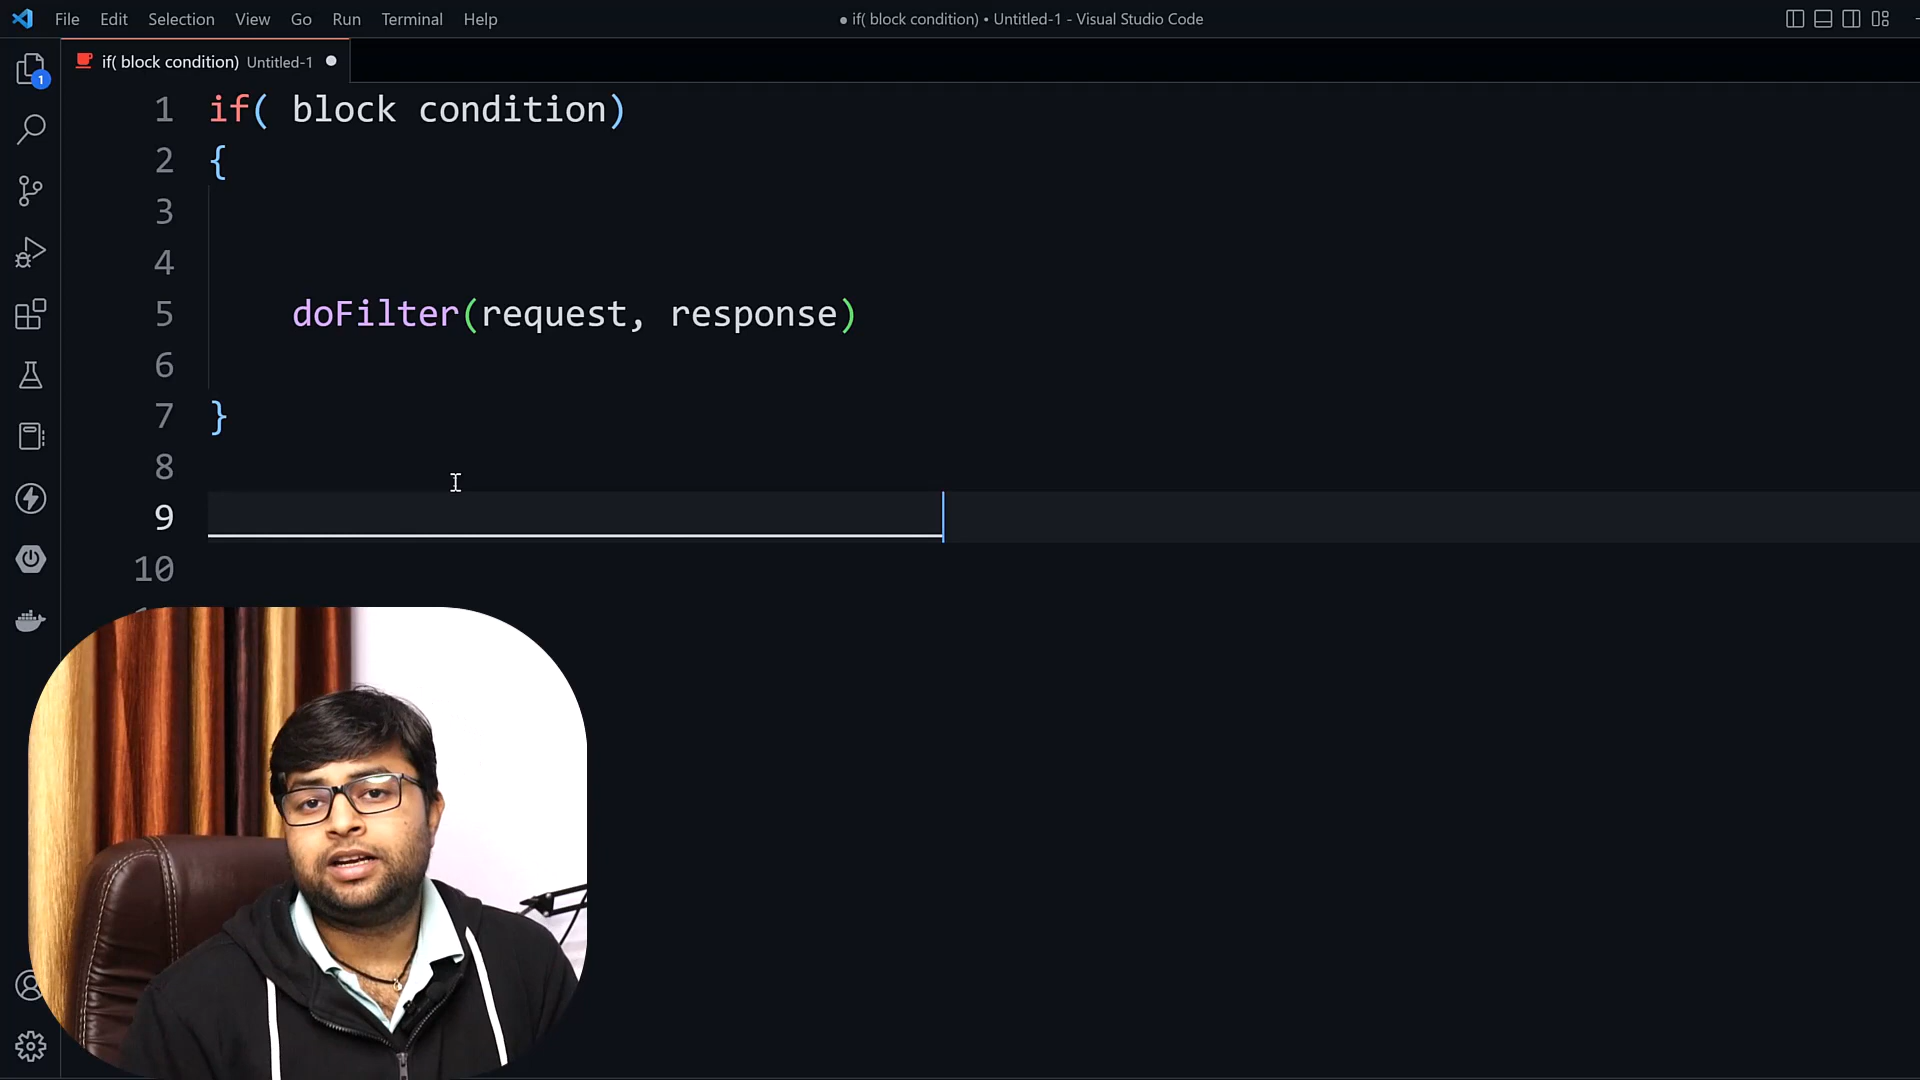 File Edit Selection View Go Run Terminal Help
● if( block condition) • Untitled-1 - Visual Studio Code
if( block condition) Untitled-1 ●
1
1 if( block condition)
2 {
3
4
5 doFilter(request, response)
6
7 }
8
9
10